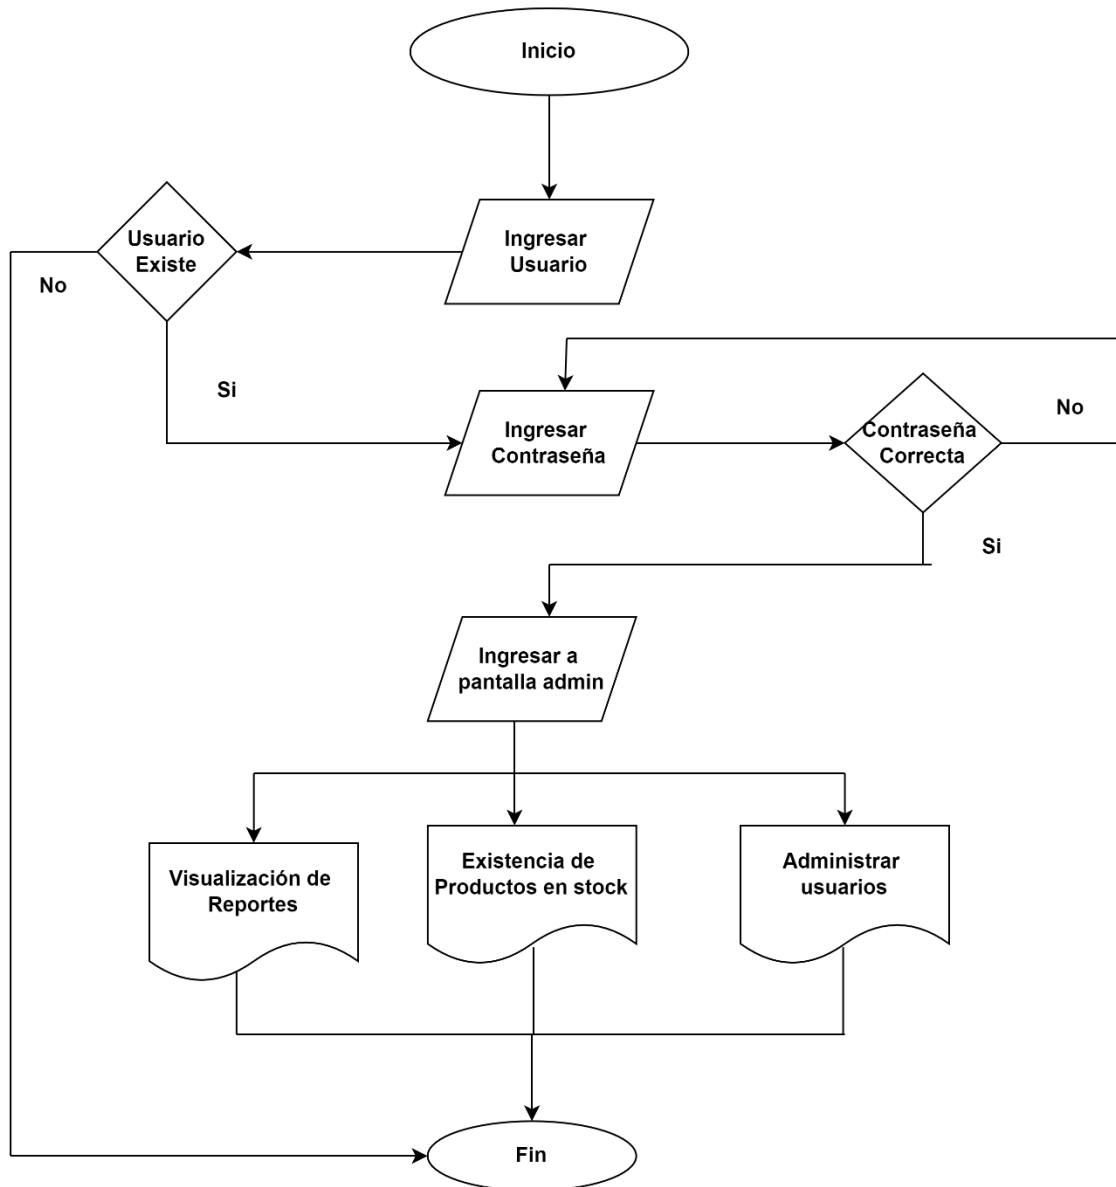 Inicio
Ingresar
Usuario
Usuario
Existe
No
Si
Ingresar
Contraseña
Contraseña
Correcta
No
Si
Ingresar a
pantalla admin
Visualización de
Reportes
Existencia de
Productos en stock
Administrar
usuarios
Fin